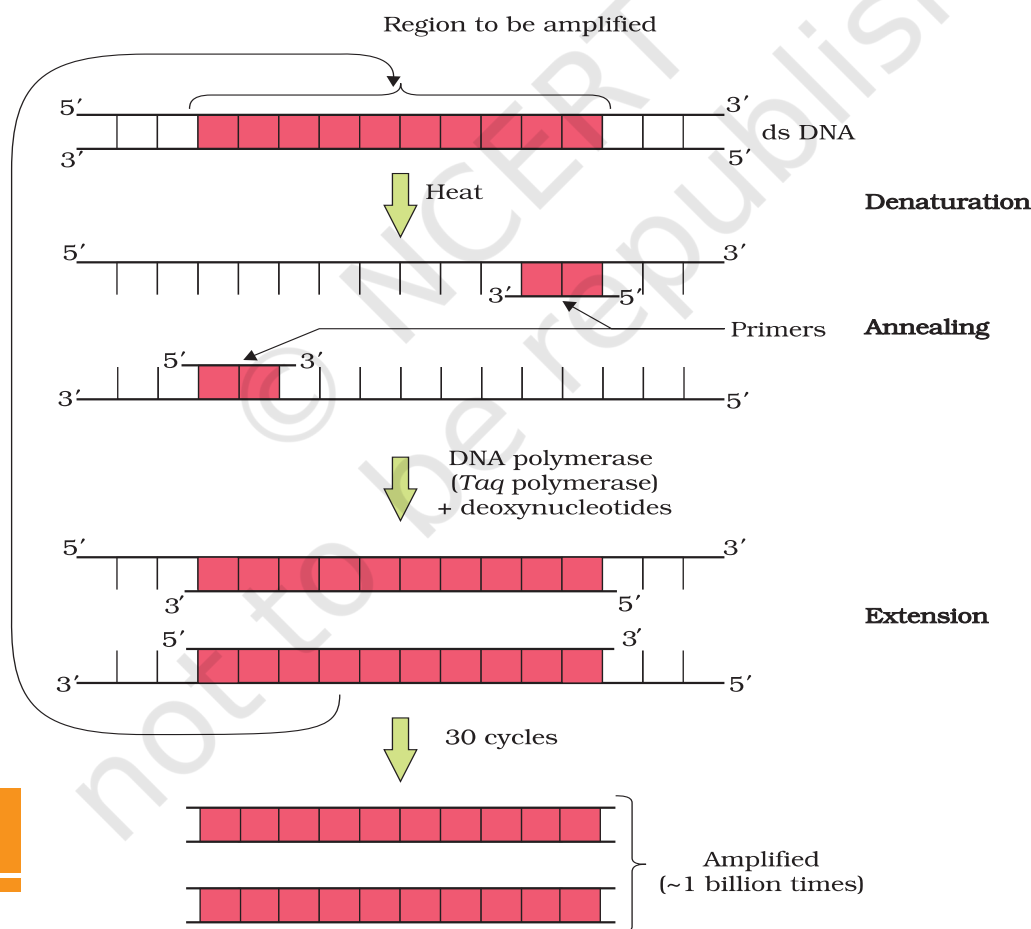 Region to be amplified
5′ 3′
ds DNA
3′ 5′
Heat
Denaturation
5′ 3′
3′ 5′
Primers
Annealing
5′ 3′
3′ 5′
DNA polymerase
(Taq polymerase)
+ deoxynucleotides
5′ 3′
3′ 5′
Extension
5′ 3′
3′ 5′
30 cycles
Amplified
(~1 billion times)
© NCERT
not to be republis